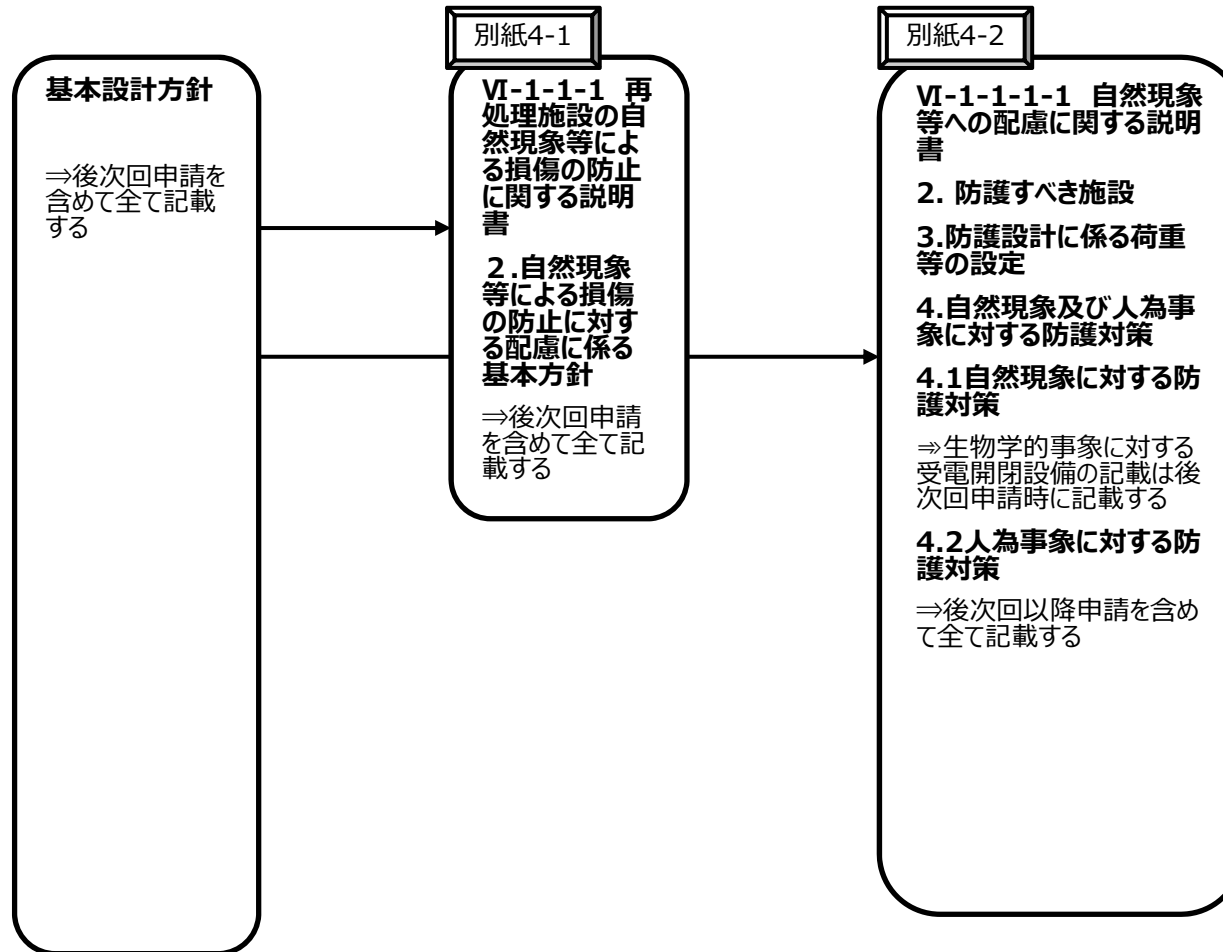 基本設計方針
⇒後次回申請を
含めて全て記載
する
別紙4-1
Ⅵ-1-1-1 再
処理施設の自
然現象等によ
る損傷の防止
に関する説明
書
２.自然現象
等による損傷
の防止に対す
る配慮に係る
基本方針
⇒後次回申請
を含めて全て記
載する
別紙4-2
Ⅵ-1-1-1-1 自然現象
等への配慮に関する説明
書
2. 防護すべき施設
3.防護設計に係る荷重
等の設定
4.自然現象及び人為事
象に対する防護対策
4.1自然現象に対する防
護対策
⇒生物学的事象に対する
受電開閉設備の記載は後
次回申請時に記載する
4.2人為事象に対する防
護対策
⇒後次回以降申請を含め
て全て記載する